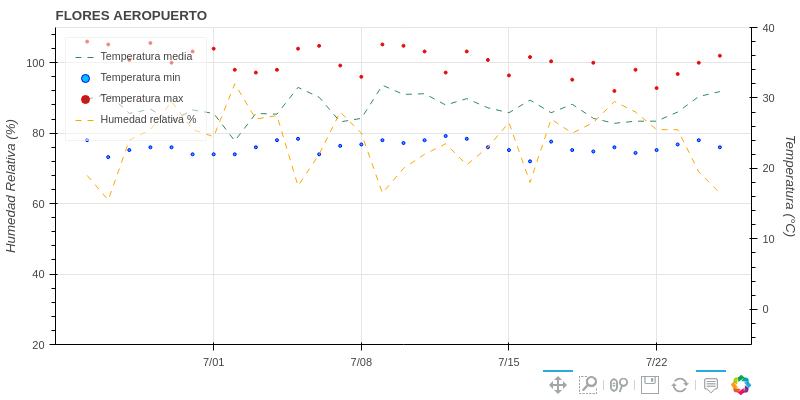 FLORES AEROPUERTO
Temperatura media
Temperatura min
Temperatura max
Humedad relativa %
Humedad Relativa (%)
100
80
60
40
20
7/01
7/08
7/15
7/22
40
30
20
10
0
Temperatura (°C)